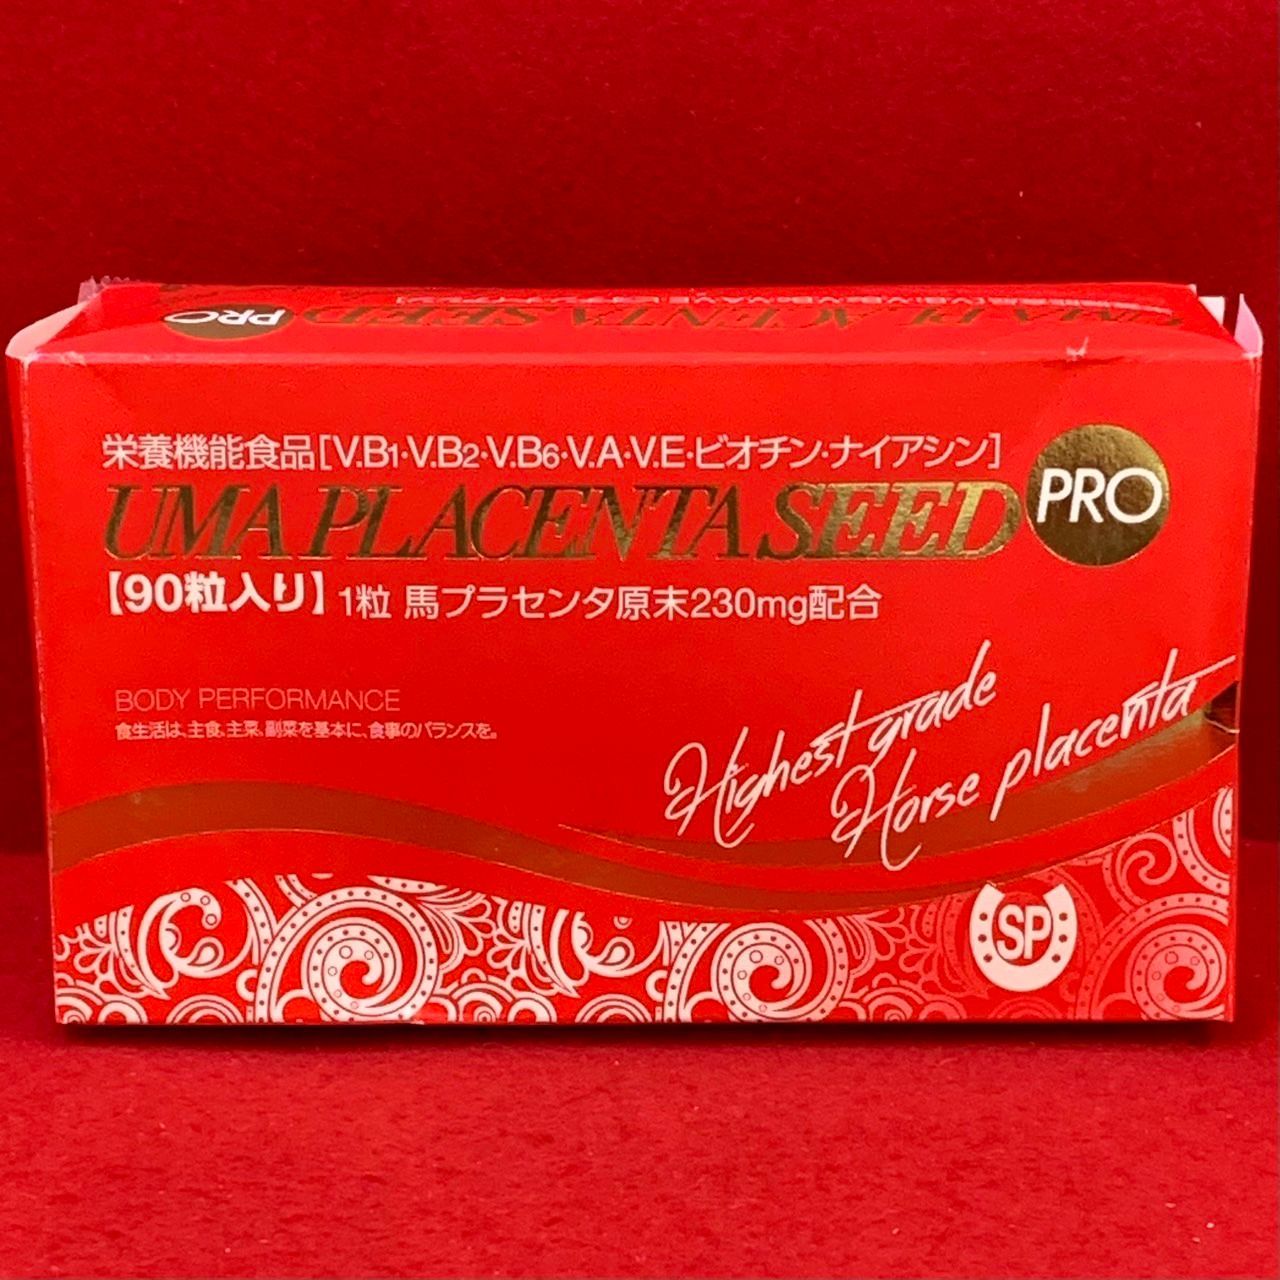 PRO UMA PLACENTA SEED
栄養機能食品[V.B1・V.B2・V.B6・V.A・V.E・ビオチン・ナイアシン]
UMA PLACENTA SEED PRO
【90粒入り】1粒 馬プラセンタ原末230mg配合
BODY PERFORMANCE
食生活は、主食、主菜、副菜を基本に、食事のバランスを。
Highest grade
Horse placenta
SP